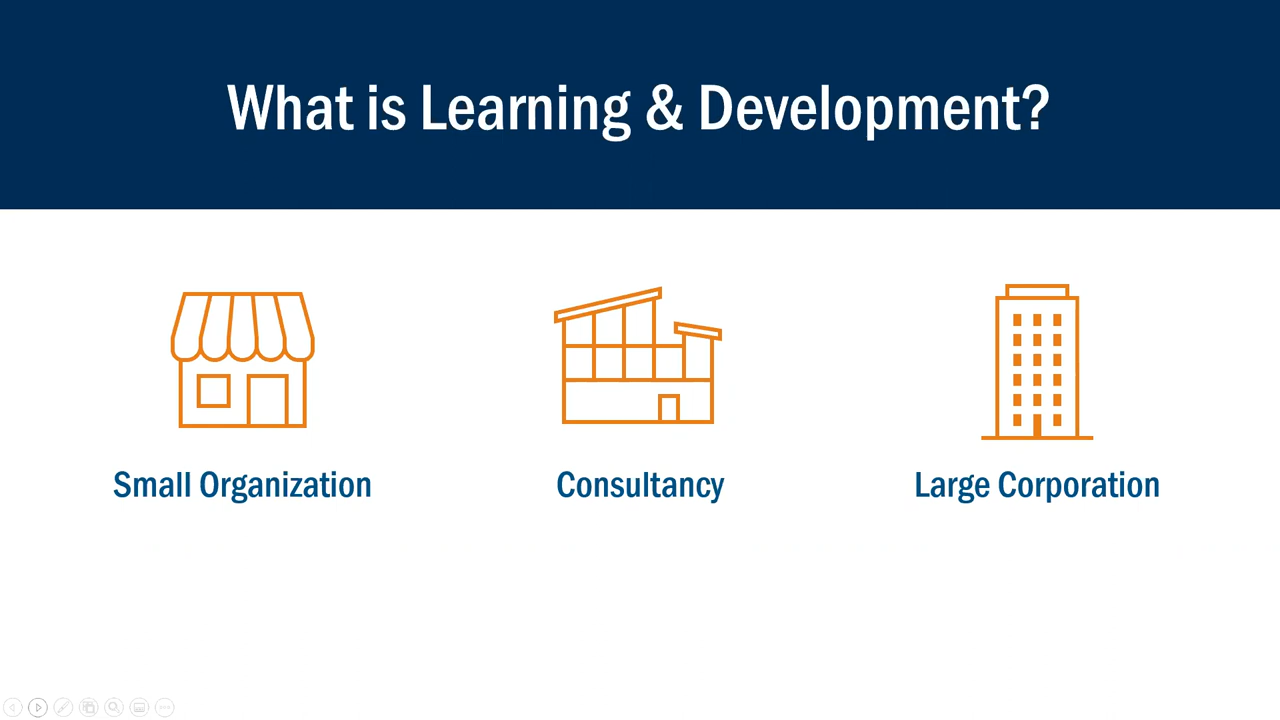 What is Learning & Development?
Small Organization
Consultancy
Large Corporation